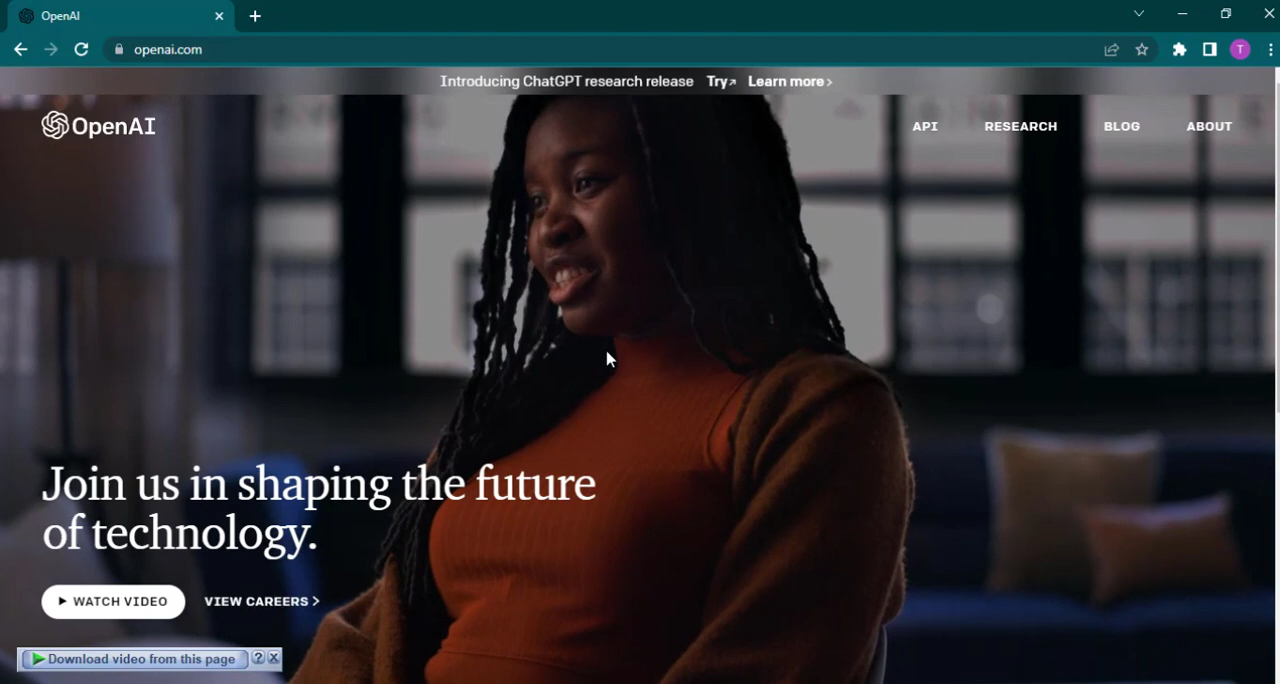 OpenAI
openai.com
T
Introducing ChatGPT research release Try↗ Learn more ›
OpenAI
API RESEARCH BLOG ABOUT
Join us in shaping the future
of technology.
WATCH VIDEO VIEW CAREERS >
Download video from this page ? X